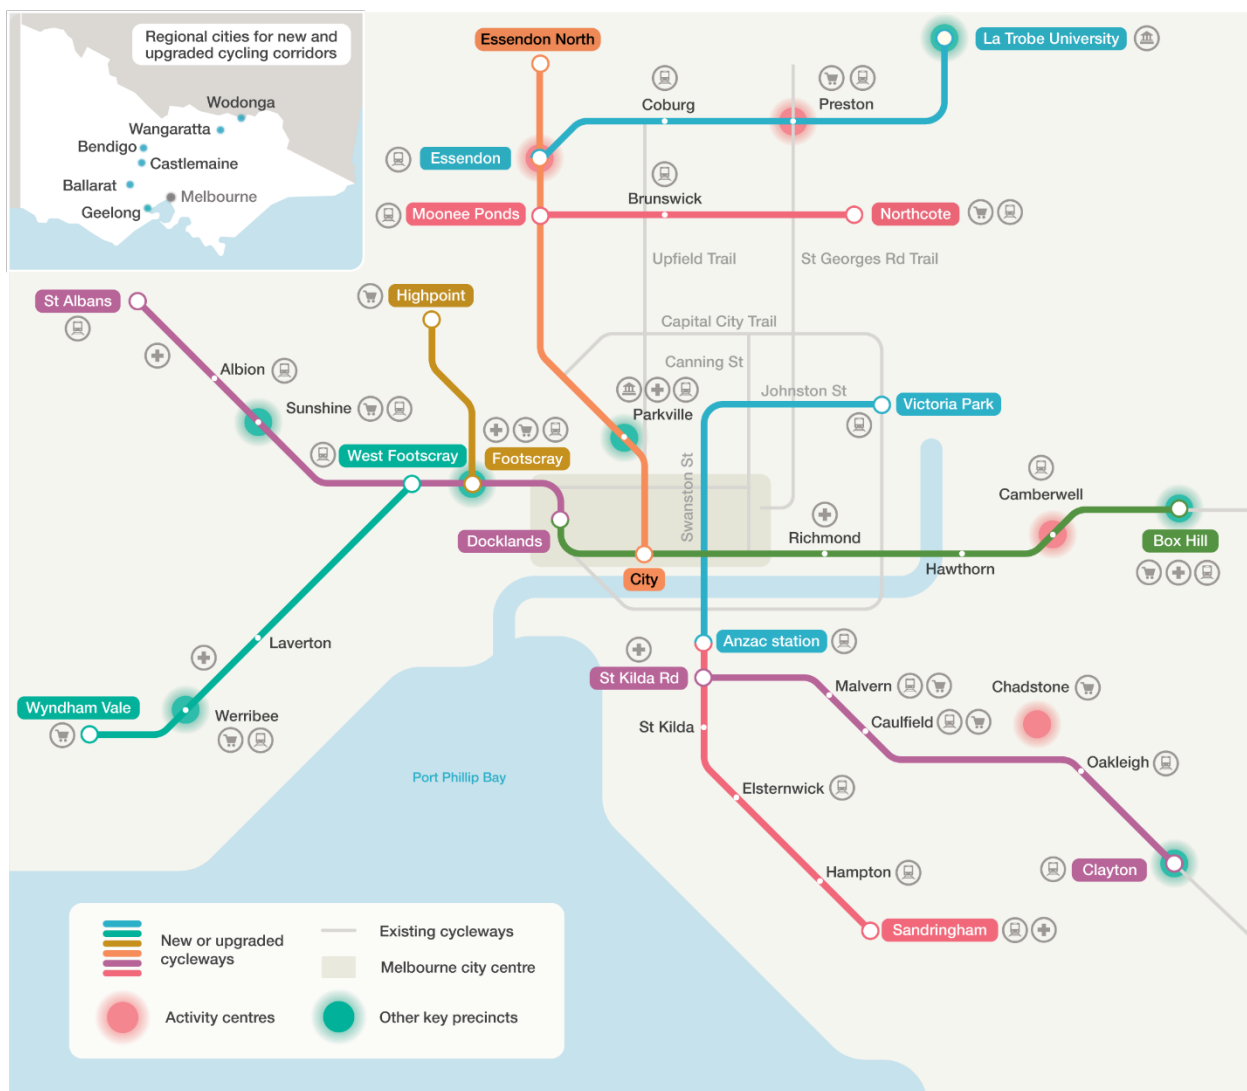 Regional cities for new and
upgraded cycling corridors
Wodonga
Wangaratta
Bendigo
Castlemaine
Ballarat
Melbourne
Geelong
Essendon North
La Trobe University
Coburg
Preston
Essendon
Brunswick
Moonee Ponds
Northcote
Upfield Trail
St Georges Rd Trail
St Albans
Highpoint
Capital City Trail
Albion
Canning St
Johnston St
Sunshine
Parkville
Victoria Park
West Footscray
Footscray
Swanston St
Camberwell
Docklands
Richmond
Box Hill
City
Hawthorn
Laverton
Anzac station
St Kilda Rd
Malvern
Chadstone
Wyndham Vale
Werribee
St Kilda
Caulfield
Oakleigh
Port Phillip Bay
Elsternwick
Hampton
Clayton
Sandringham
New or upgraded
cycleways
Existing cycleways
Melbourne city centre
Activity centres
Other key precincts